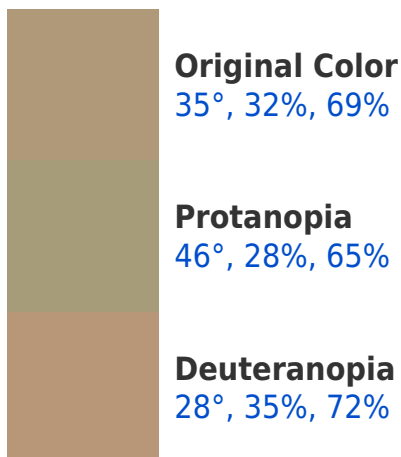 Original Color
35°, 32%, 69%
Protanopia
46°, 28%, 65%
Deuteranopia
28°, 35%, 72%